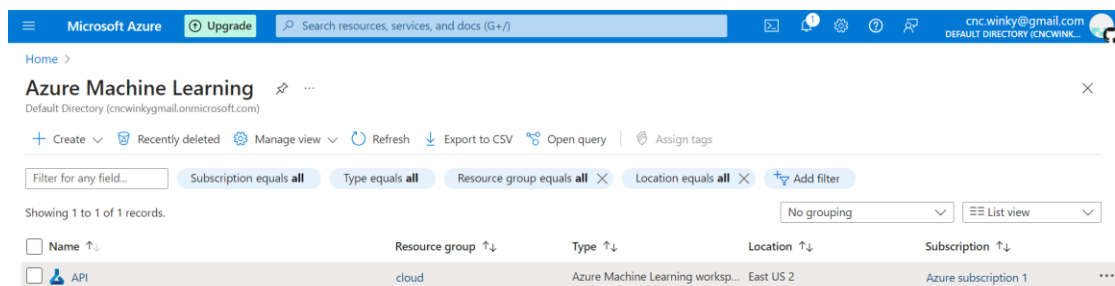 Microsoft Azure Upgrade Search resources, services, and docs (G+/) 1 cnc.winky@gmail.com
DEFAULT DIRECTORY (CNCWINK...
Home >
Azure Machine Learning ...
Default Directory (cncwinkygmail.onmicrosoft.com)
Create Recently deleted Manage view Refresh Export to CSV Open query Assign tags
Filter for any field... Subscription equals all Type equals all Resource group equals all Location equals all Add filter
Showing 1 to 1 of 1 records. No grouping List view
Name ↑↓ Resource group ↑↓ Type ↑↓ Location ↑↓ Subscription ↑↓
API cloud Azure Machine Learning worksp... East US 2 Azure subscription 1 ...